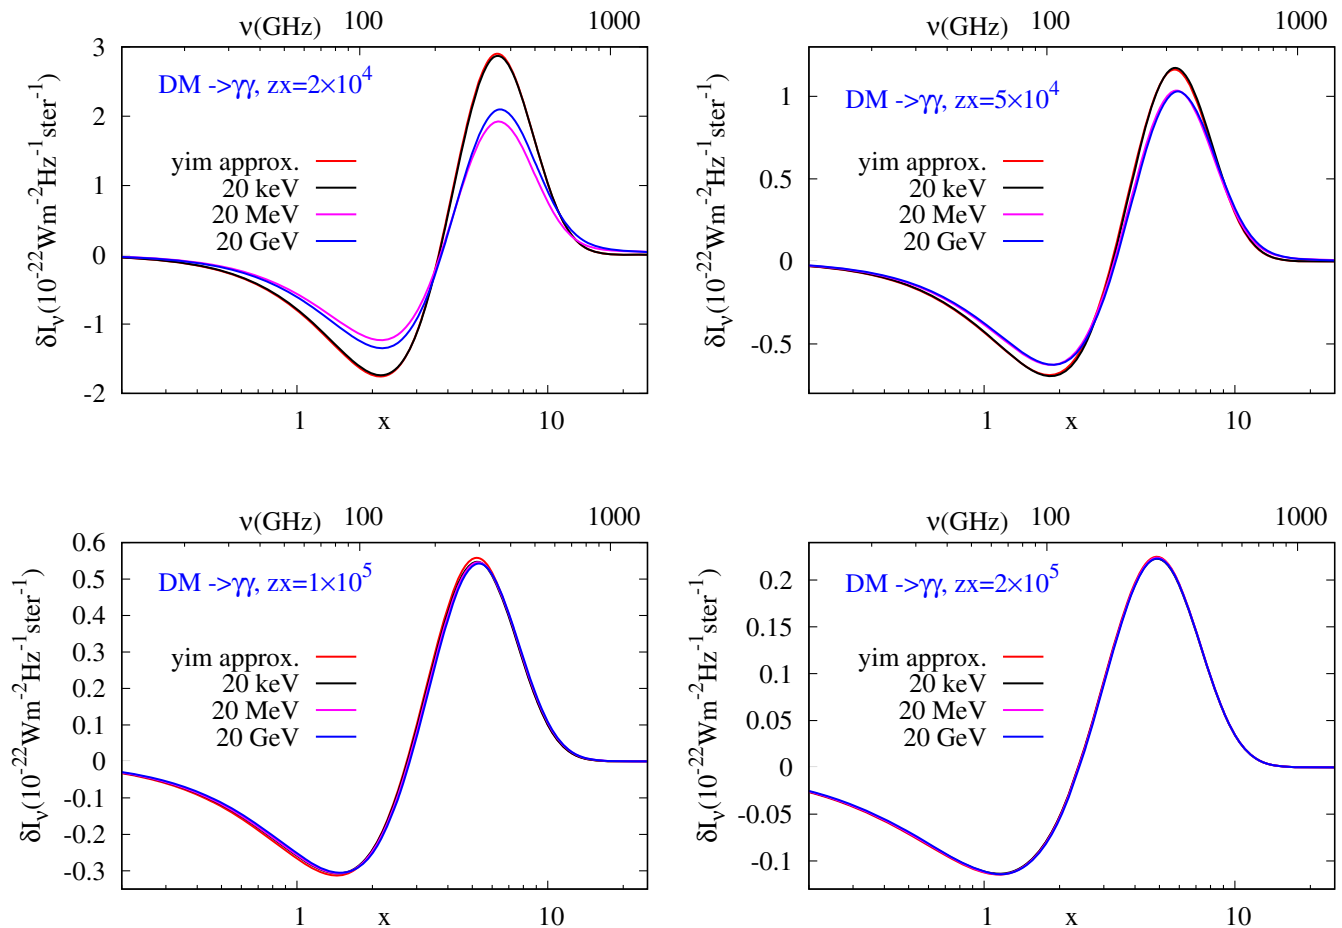 ν(GHz) 100 1000
3
2
1
0
-1
-2
δIν(10^-22Wm^-2Hz^-1ster^-1)
DM ->γγ, zx=2×10^4
yim approx.
20 keV
20 MeV
20 GeV
1 x 10
ν(GHz) 100 1000
1
0.5
0
-0.5
δIν(10^-22Wm^-2Hz^-1ster^-1)
DM ->γγ, zx=5×10^4
yim approx.
20 keV
20 MeV
20 GeV
1 x 10
ν(GHz) 100 1000
0.6
0.5
0.4
0.3
0.2
0.1
0
-0.1
-0.2
-0.3
δIν(10^-22Wm^-2Hz^-1ster^-1)
DM ->γγ, zx=1×10^5
yim approx.
20 keV
20 MeV
20 GeV
1 x 10
ν(GHz) 100 1000
0.2
0.15
0.1
0.05
0
-0.05
-0.1
δIν(10^-22Wm^-2Hz^-1ster^-1)
DM ->γγ, zx=2×10^5
yim approx.
20 keV
20 MeV
20 GeV
1 x 10